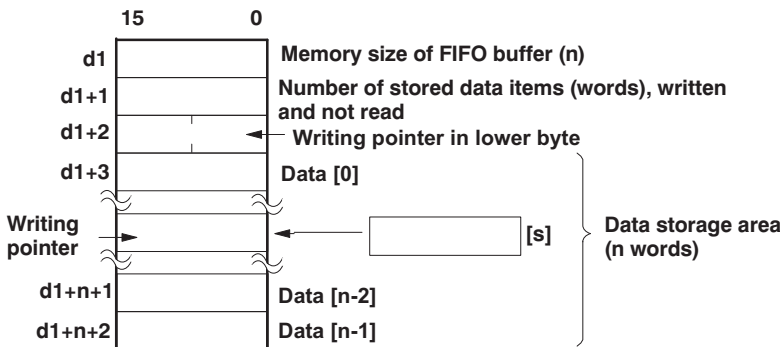 15 0
d1 Memory size of FIFO buffer (n)
d1+1 Number of stored data items (words), written
and not read
d1+2 Writing pointer in lower byte
d1+3 Data [0]
Writing
pointer
[s]
Data storage area
(n words)
d1+n+1 Data [n-2]
d1+n+2 Data [n-1]